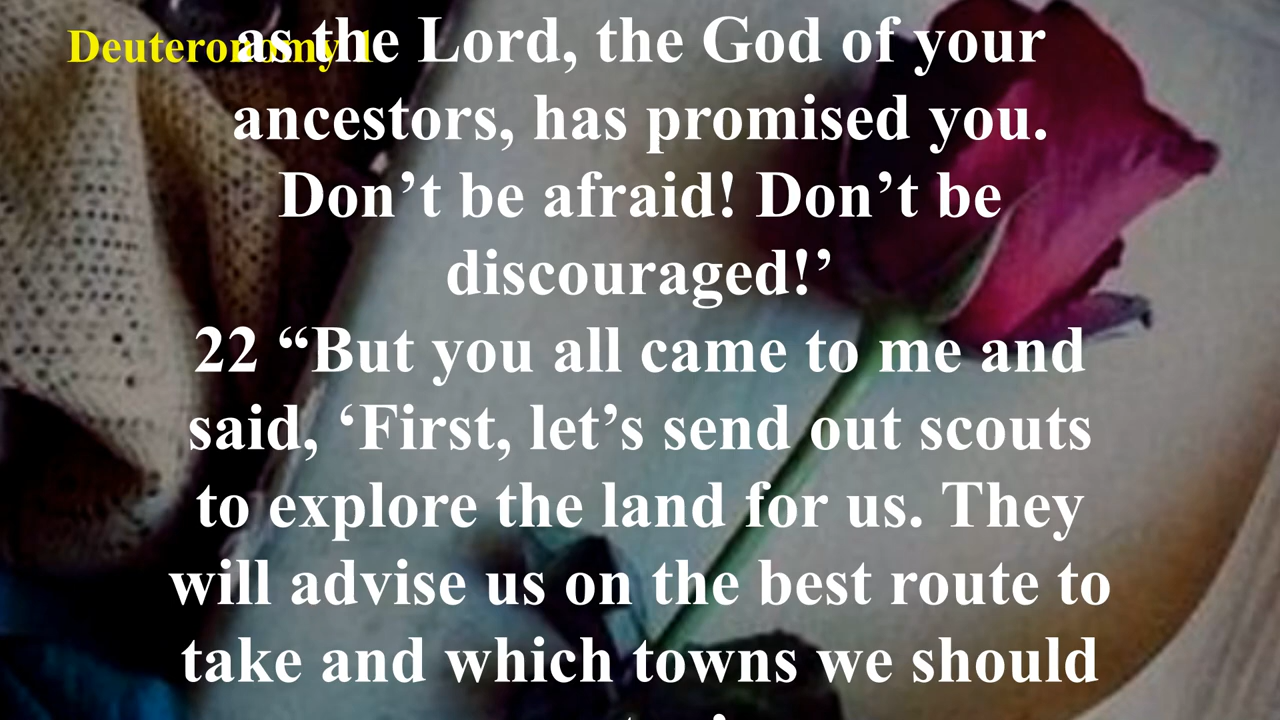 Deuteronomy 1
as the Lord, the God of your
ancestors, has promised you.
Don’t be afraid! Don’t be
discouraged!’
22 “But you all came to me and
said, ‘First, let’s send out scouts
to explore the land for us. They
will advise us on the best route to
take and which towns we should